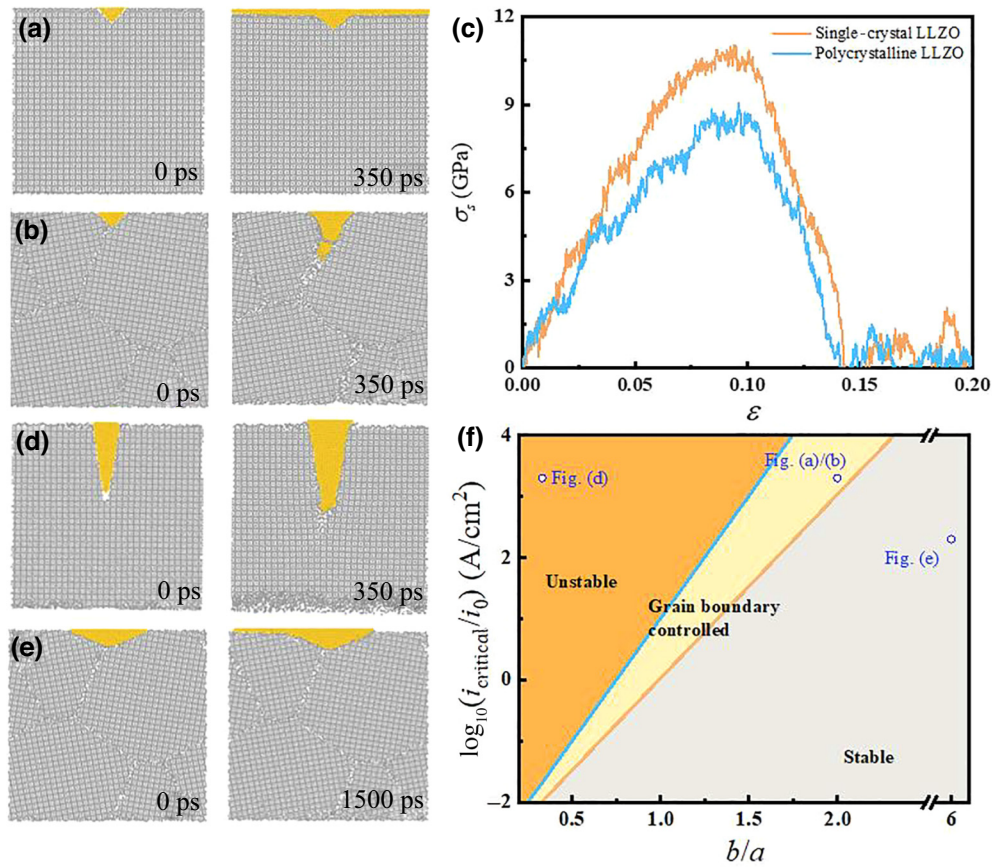 (a)
0 ps
350 ps
(b)
0 ps
350 ps
(d)
0 ps
350 ps
(e)
0 ps
1500 ps
(c)
12
9
6
3
0
σs (GPa)
Single-crystal LLZO
Polycrystalline LLZO
0.00
0.05
0.10
0.15
0.20
ε
(f)
4
2
0
−2
log10(icritical/i0) (A/cm2)
Fig. (d)
Fig. (a)/(b)
Fig. (e)
Unstable
Grain boundary
controlled
Stable
0.5
1.0
1.5
2.0
6
b/a